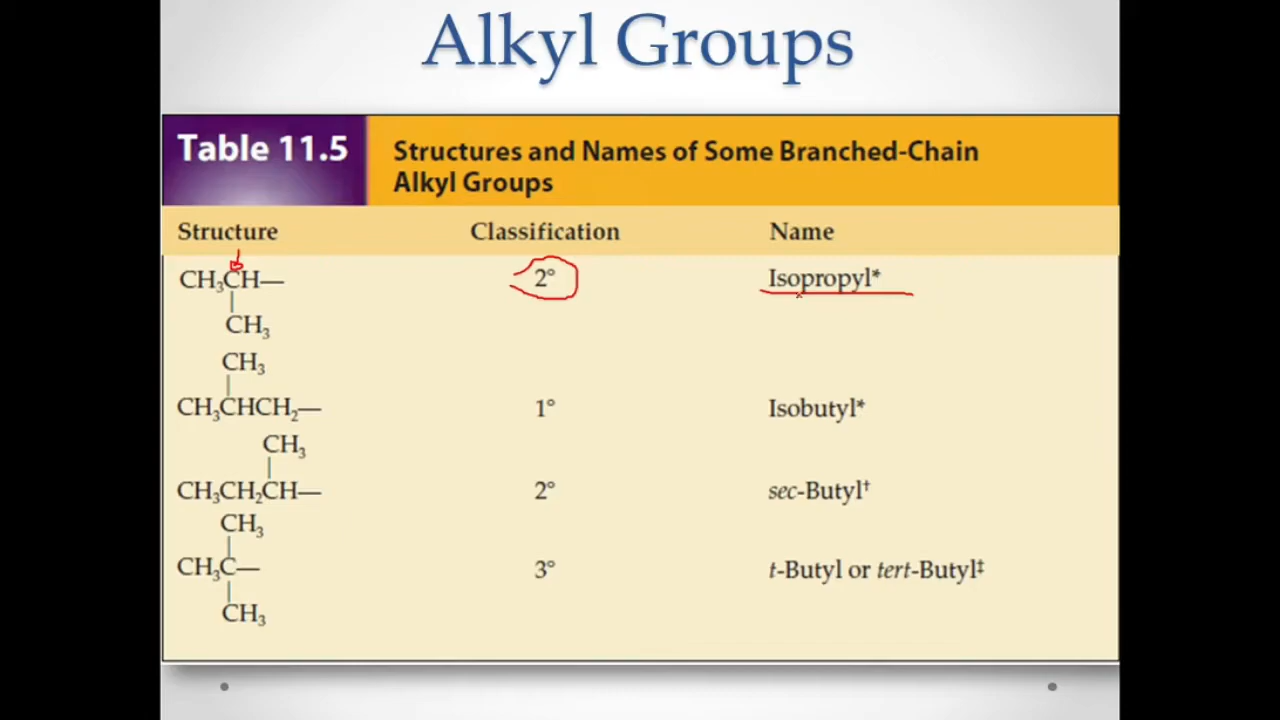 Alkyl Groups
Table 11.5
Structures and Names of Some Branched-Chain
Alkyl Groups
Structure Classification Name
CH₃CH— 2° Isopropyl*
CH₃
CH₃
CH₃CHCH₂— 1° Isobutyl*
CH₃
CH₃CH₂CH— 2° sec-Butyl†
CH₃
CH₃C— 3° t-Butyl or tert-Butyl‡
CH₃